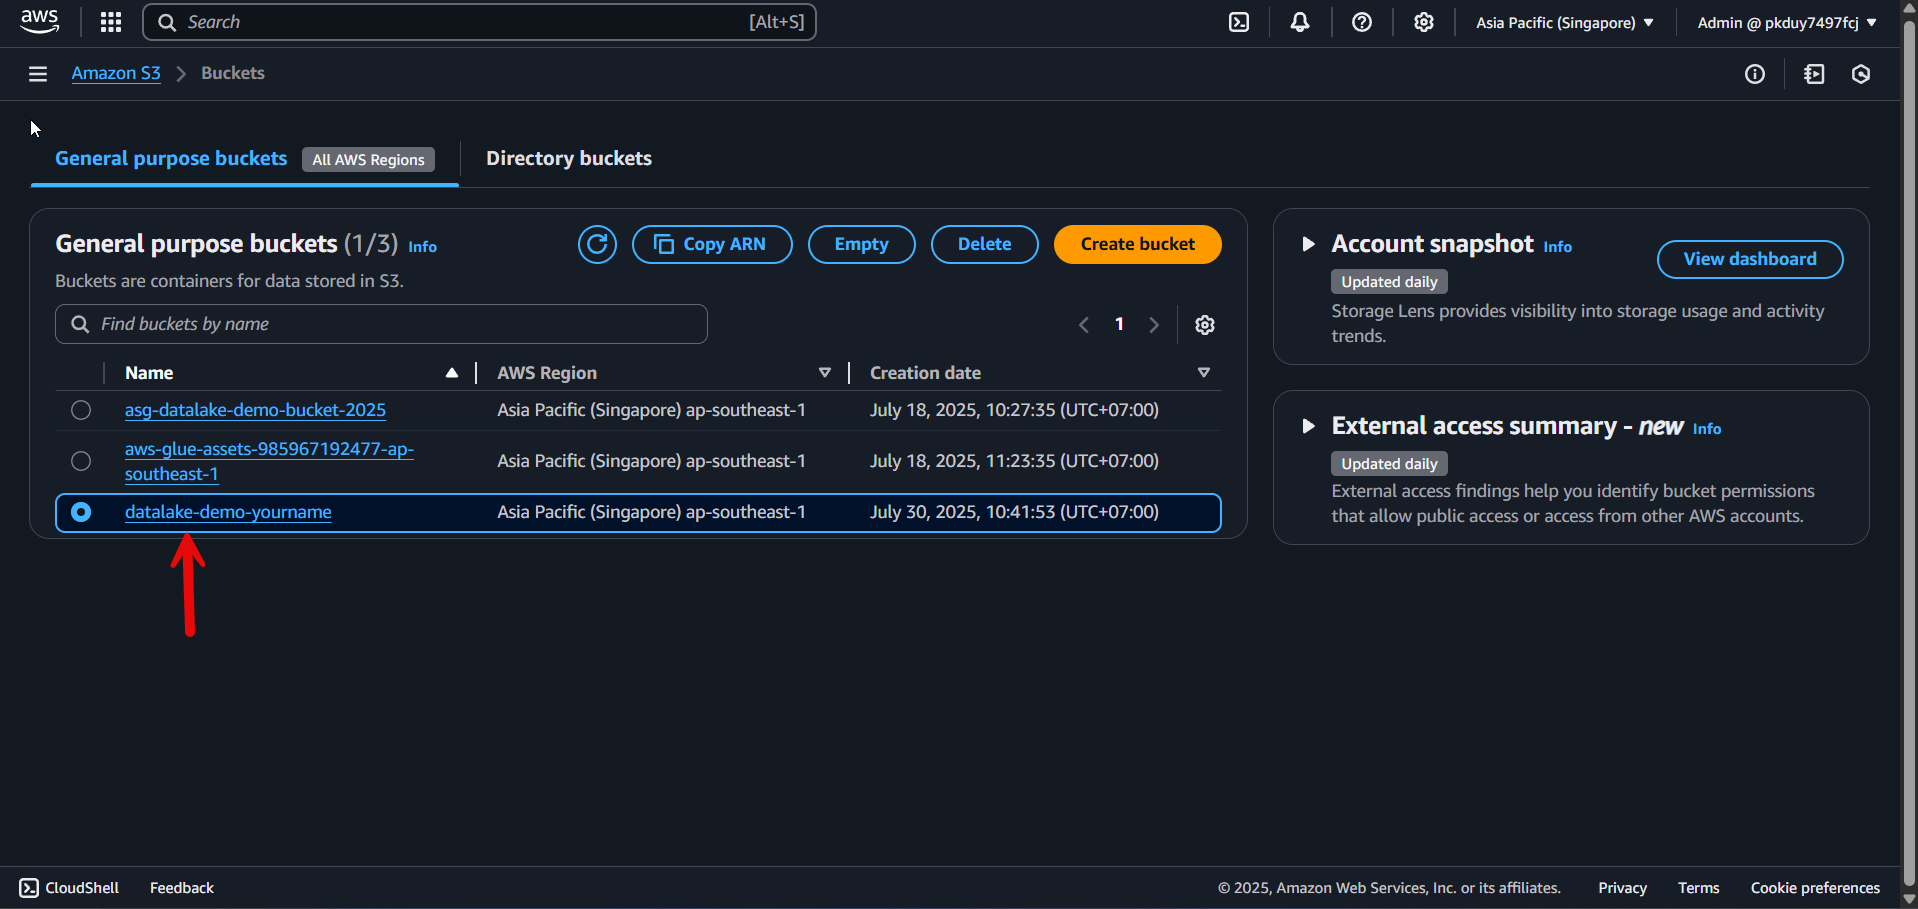 aws
Search [Alt+S]
Asia Pacific (Singapore) Admin @ pkduy7497fcj
Amazon S3 Buckets
General purpose buckets All AWS Regions Directory buckets
General purpose buckets (1/3) Info
Copy ARN Empty Delete Create bucket
Buckets are containers for data stored in S3.
Find buckets by name
1
Name AWS Region Creation date
asg-datalake-demo-bucket-2025 Asia Pacific (Singapore) ap-southeast-1 July 18, 2025, 10:27:35 (UTC+07:00)
aws-glue-assets-985967192477-ap-
southeast-1 Asia Pacific (Singapore) ap-southeast-1 July 18, 2025, 11:23:35 (UTC+07:00)
datalake-demo-yourname Asia Pacific (Singapore) ap-southeast-1 July 30, 2025, 10:41:53 (UTC+07:00)
Account snapshot Info
View dashboard
Updated daily
Storage Lens provides visibility into storage usage and activity
trends.
External access summary - new Info
Updated daily
External access findings help you identify bucket permissions
that allow public access or access from other AWS accounts.
CloudShell Feedback © 2025, Amazon Web Services, Inc. or its affiliates. Privacy Terms Cookie preferences